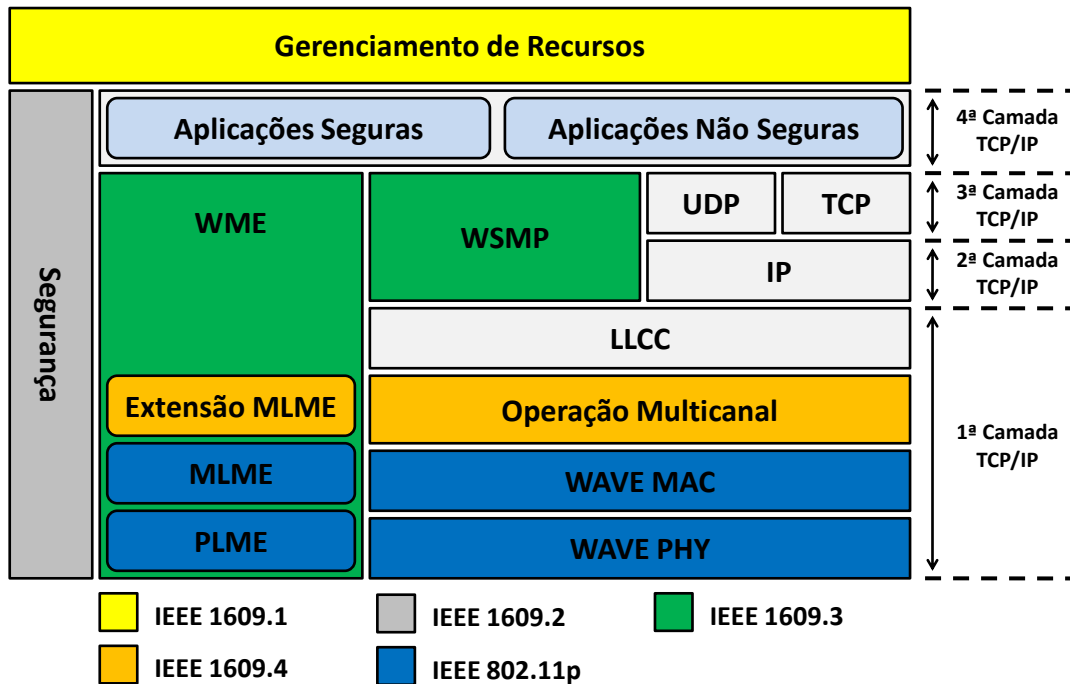 Gerenciamento de Recursos
Segurança
Aplicações Seguras
Aplicações Não Seguras
4ª Camada
TCP/IP
WME
WSMP
UDP
TCP
3ª Camada
TCP/IP
IP
2ª Camada
TCP/IP
LLCC
Extensão MLME
Operação Multicanal
1ª Camada
TCP/IP
MLME
WAVE MAC
PLME
WAVE PHY
IEEE 1609.1
IEEE 1609.2
IEEE 1609.3
IEEE 1609.4
IEEE 802.11p